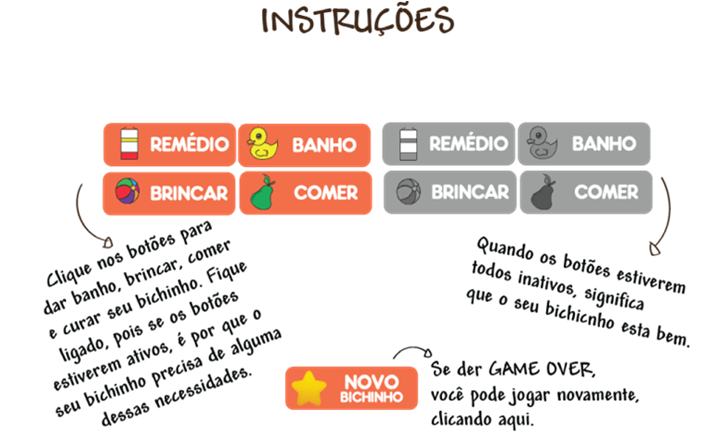 INSTRUÇÕES
REMÉDIO
BANHO
BRINCAR
COMER
REMÉDIO
BANHO
BRINCAR
COMER
Clique nos botões para
dar banho, brincar, comer
e curar seu bichinho. Fique
ligado, pois se os botões
estiverem ativos, é por que o
seu bichinho precisa de alguma
dessas necessidades.
Quando os botões estiverem
todos inativos, significa
que o seu bichicnho esta bem.
NOVO
BICHINHO
Se der GAME OVER,
você pode jogar novamente,
clicando aqui.